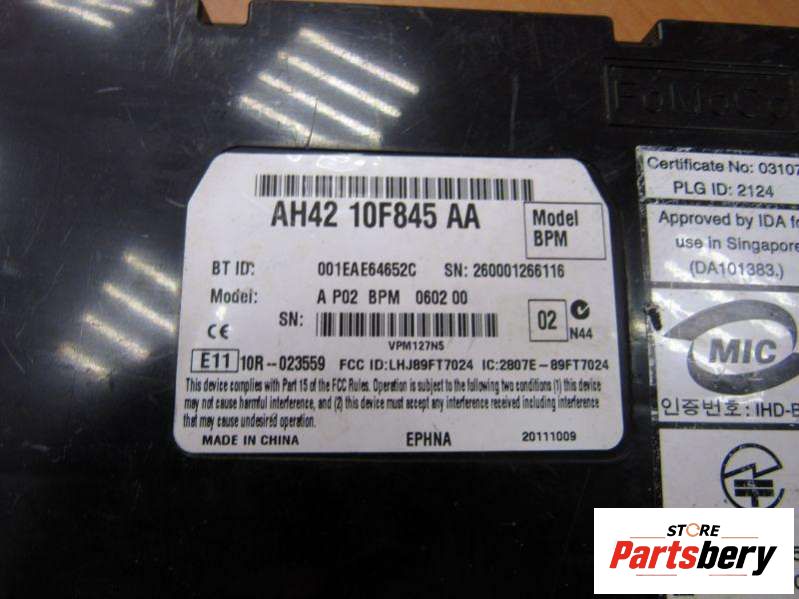 FoMoCo
AH42 10F845 AA
Model
BPM
BT ID: 001EAE64652C SN: 260001266116
Model: A P02 BPM 0602 00
SN:
VPM127N5
02
N44
CE
E11 10R-023559 FCC ID:LHJ89FT7024 IC:2807E-89FT7024
This device complies with Part 15 of the FCC Rules. Operation is subject to the following two conditions (1) this device
may not cause harmful interference, and (2) this device must accept any interference received including interference
that may cause undesired operation.
MADE IN CHINA EPHNA 20111009
Certificate No: 03107
PLG ID: 2124
Approved by IDA fo
use in Singapore
(DA101383.)
MIC
인증번호: IHD-
STORE
Partsbery